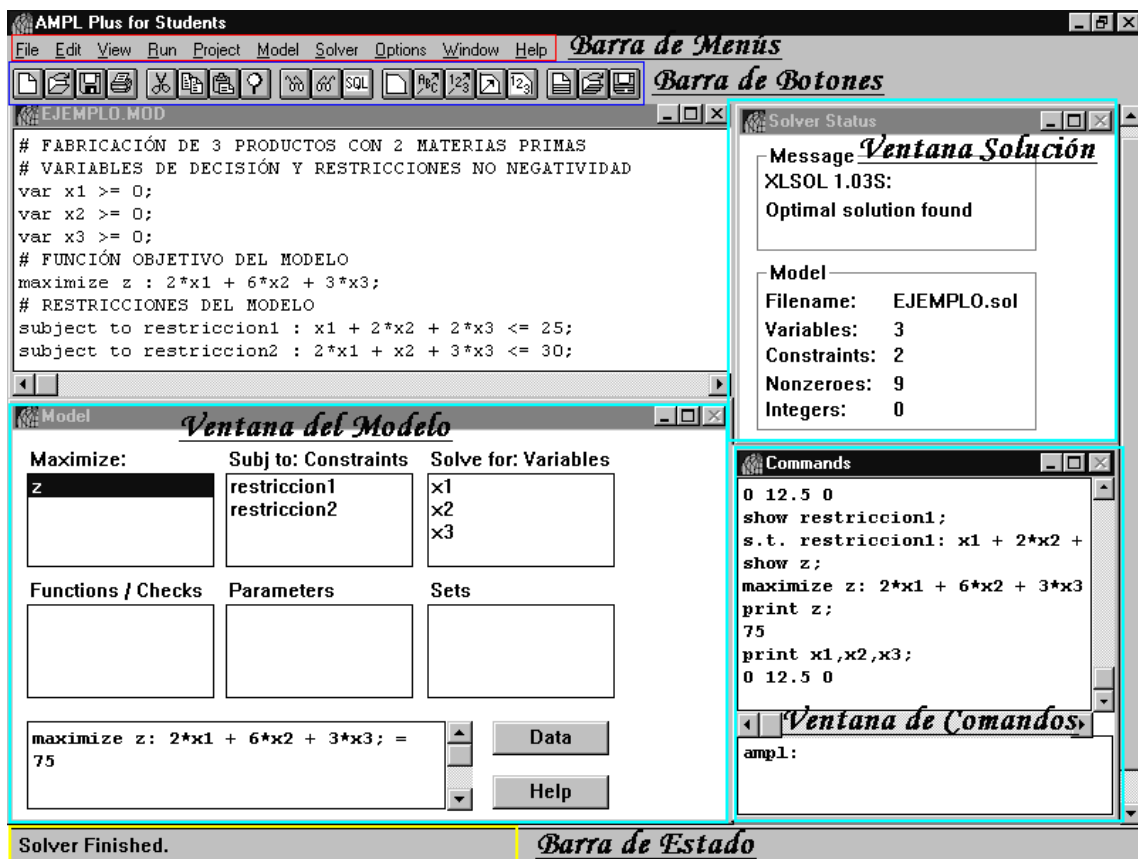 AMPL Plus for Students
File Edit View Run Project Model Solver Options Window Help
Barra de Menús
SQL
Barra de Botones
EJEMPLO.MOD
# FABRICACIÓN DE 3 PRODUCTOS CON 2 MATERIAS PRIMAS
# VARIABLES DE DECISIÓN Y RESTRICCIONES NO NEGATIVIDAD
var x1 >= 0;
var x2 >= 0;
var x3 >= 0;
# FUNCIÓN OBJETIVO DEL MODELO
maximize z : 2*x1 + 6*x2 + 3*x3;
# RESTRICCIONES DEL MODELO
subject to restriccion1 : x1 + 2*x2 + 2*x3 <= 25;
subject to restriccion2 : 2*x1 + x2 + 3*x3 <= 30;
Solver Status
Ventana Solución
Message
XLSOL 1.03S:
Optimal solution found
Model
Filename: EJEMPLO.sol
Variables: 3
Constraints: 2
Nonzeroes: 9
Integers: 0
Model
Ventana del Modelo
Maximize: Subj to: Constraints Solve for: Variables
z restriccion1 x1
restriccion2 x2
x3
Functions / Checks Parameters Sets
maximize z: 2*x1 + 6*x2 + 3*x3; =
75
Data
Help
Commands
0 12.5 0
show restriccion1;
s.t. restriccion1: x1 + 2*x2 +
show z;
maximize z: 2*x1 + 6*x2 + 3*x3
print z;
75
print x1,x2,x3;
0 12.5 0
Ventana de Comandos
ampl:
Solver Finished.
Barra de Estado